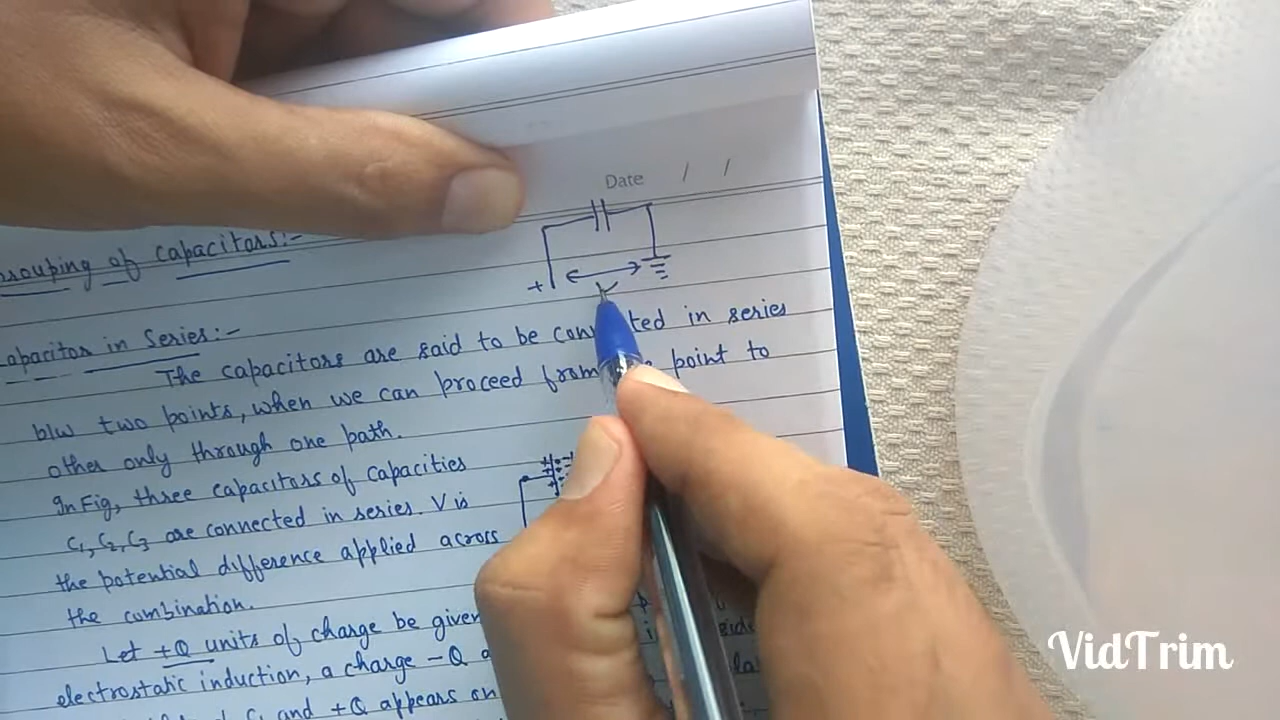 Date / /
Grouping of capacitors:-
+
Capacitor in Series:-
The capacitors are said to be connected in series
b/w two points, when we can proceed from point to
other only through one path.
In Fig, three capacitors of capacities
C1, C2, C3 are connected in series. V is
the potential difference applied across
the combination.
Let +Q units of charge be given
electrostatic induction, a charge -Q
C1 and +Q appears on
VidTrim